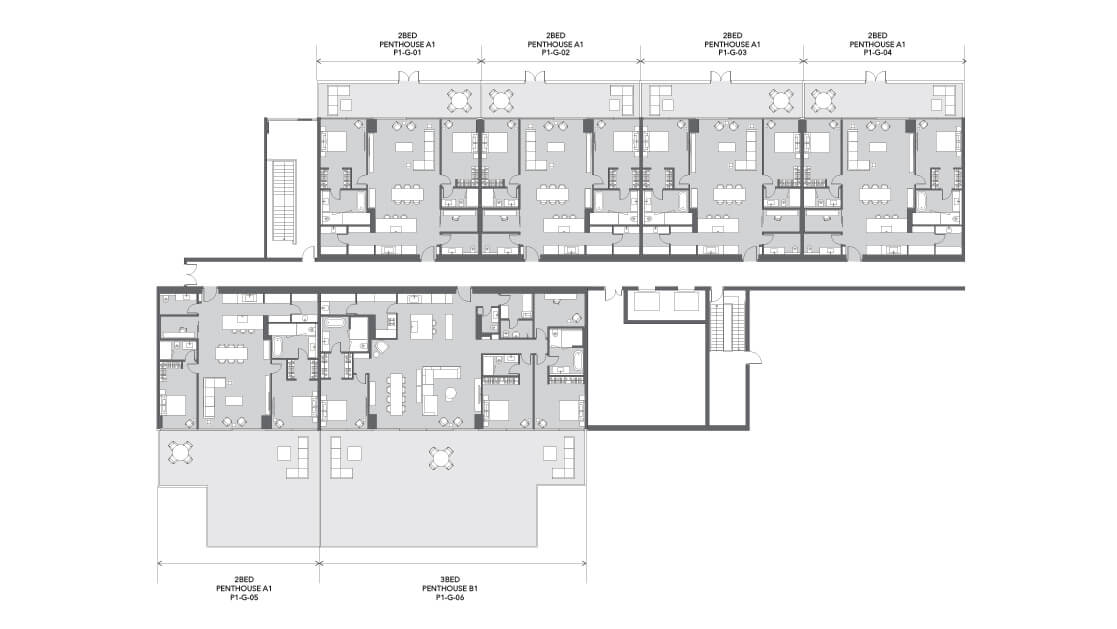 2BED
PENTHOUSE A1
P1-G-01
2BED
PENTHOUSE A1
P1-G-02
2BED
PENTHOUSE A1
P1-G-03
2BED
PENTHOUSE A1
P1-G-04
2BED
PENTHOUSE A1
P1-G-05
3BED
PENTHOUSE B1
P1-G-06